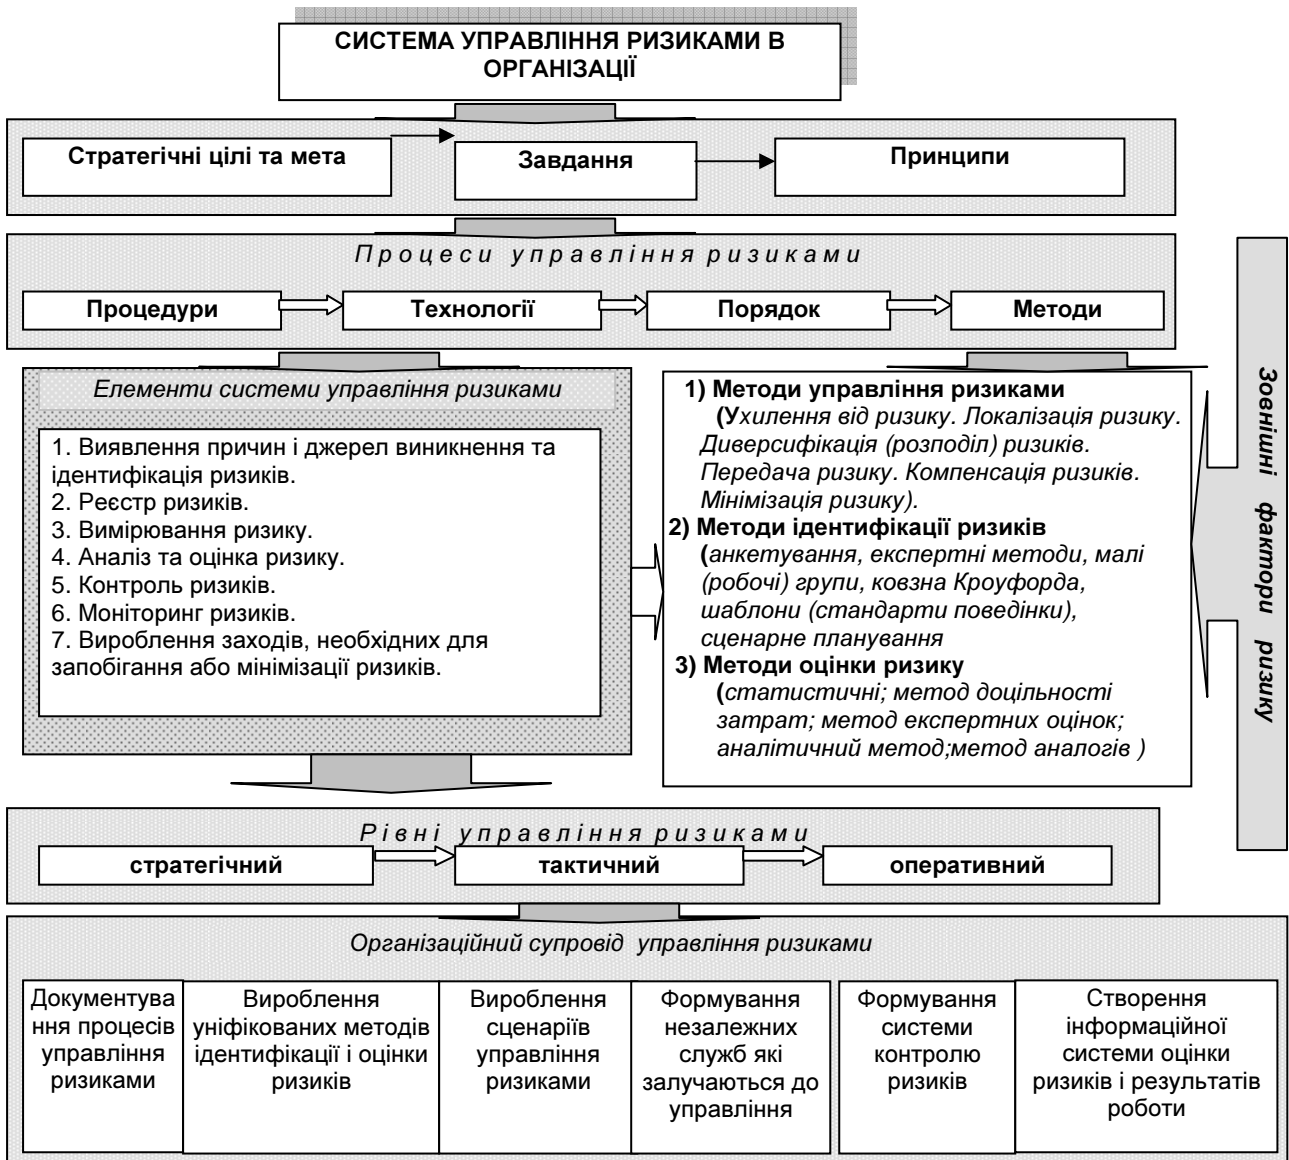 СИСТЕМА УПРАВЛІННЯ РИЗИКАМИ В
ОРГАНІЗАЦІЇ
Стратегічні цілі та мета
Завдання
Принципи
Процеси управління ризиками
Процедури
Технології
Порядок
Методи
Елементи системи управління ризиками
1. Виявлення причин і джерел виникнення та
ідентифікація ризиків.
2. Реєстр ризиків.
3. Вимірювання ризику.
4. Аналіз та оцінка ризику.
5. Контроль ризиків.
6. Моніторинг ризиків.
7. Вироблення заходів, необхідних для
запобігання або мінімізації ризиків.
1) Методи управління ризиками
(Ухилення від ризику. Локалізація ризику.
Диверсифікація (розподіл) ризиків.
Передача ризику. Компенсація ризиків.
Мінімізація ризику).
2) Методи ідентифікації ризиків
(анкетування, експертні методи, малі
(робочі) групи, ковзна Кроуфорда,
шаблони (стандарти поведінки),
сценарне планування
3) Методи оцінки ризику
(статистичні; метод доцільності
затрат; метод експертних оцінок;
аналітичний метод;метод аналогів )
Зовнішні фактори ризику
Рівні управління ризиками
стратегічний
тактичний
оперативний
Організаційний супровід управління ризиками
Документува
ння процесів
управління
ризиками
Вироблення
уніфікованих методів
ідентифікації і оцінки
ризиків
Вироблення
сценаріїв
управління
ризиками
Формування
незалежних
служб які
залучаються до
управління
Формування
системи
контролю
ризиків
Створення
інформаційної
системи оцінки
ризиків і результатів
роботи